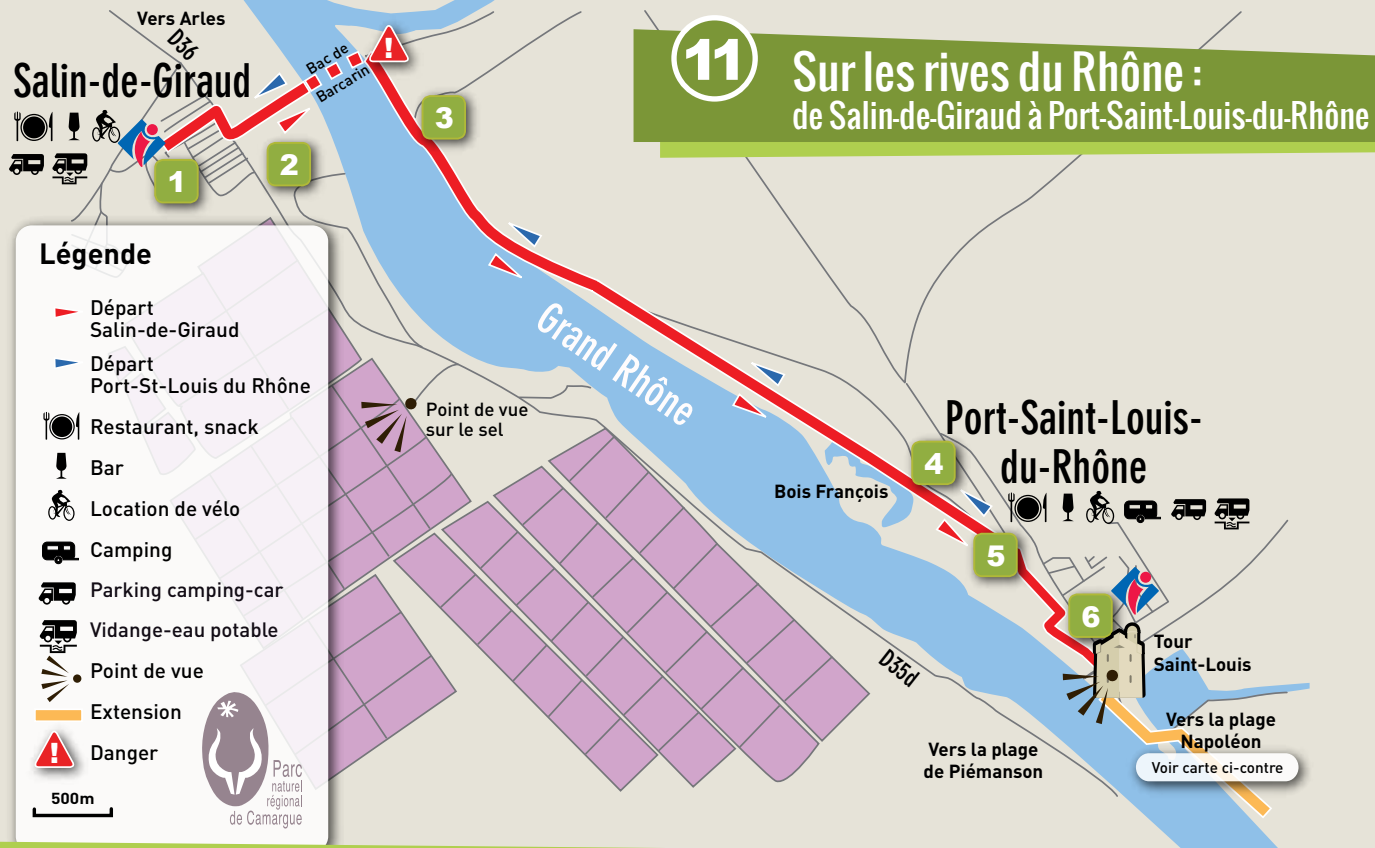 Vers Arles
D36
Salin-de-Giraud
Bac de
Barcarin
!
11
Sur les rives du Rhône :
de Salin-de-Giraud à Port-Saint-Louis-du-Rhône
1
2
3
Légende
Départ
Salin-de-Giraud
Départ
Port-St-Louis du Rhône
Restaurant, snack
Bar
Location de vélo
Camping
Parking camping-car
Vidange-eau potable
Point de vue
Extension
! Danger
500m
Parc
naturel
régional
de Camargue
Point de vue
sur le sel
Grand Rhône
Bois François
4
Port-Saint-Louis-
du-Rhône
5
6
Tour
Saint-Louis
D35d
Vers la plage
de Piémanson
Vers la plage
Napoléon
Voir carte ci-contre